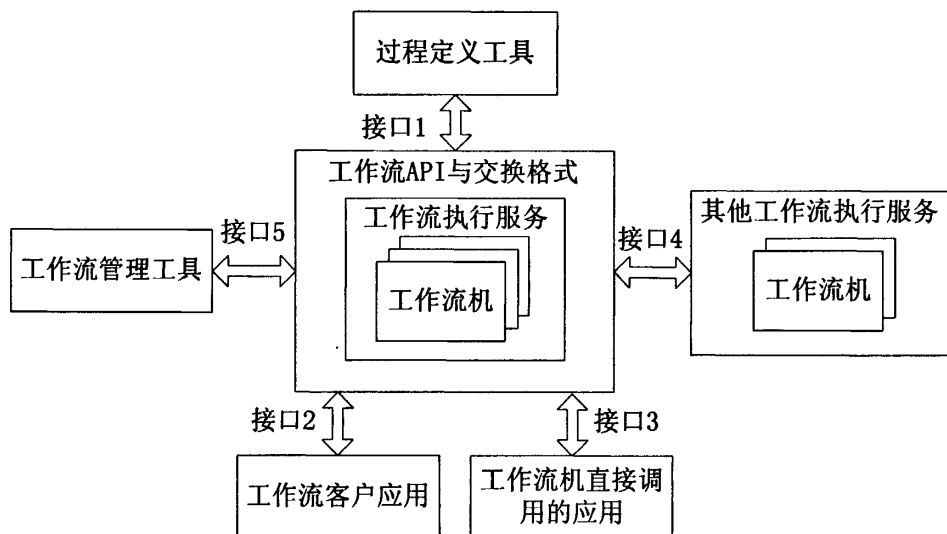 过程定义工具
接口1
工作流API与交换格式
工作流执行服务
工作流机
接口5
工作流管理工具
接口4
其他工作流执行服务
工作流机
接口2
接口3
工作流客户应用
工作流机直接调
用的应用